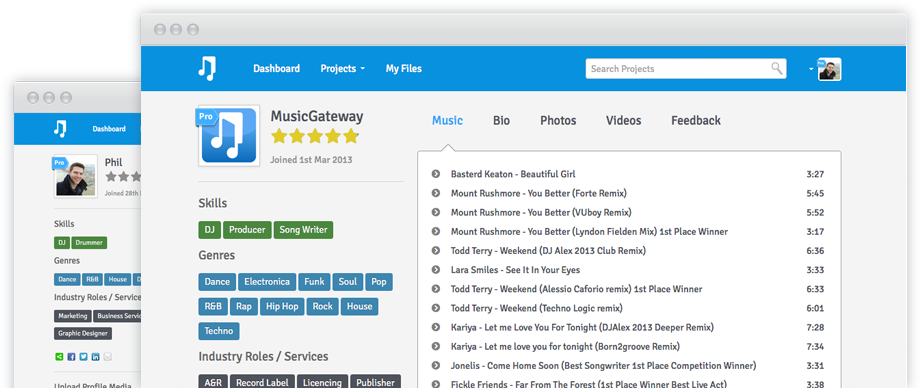 Dashboard Projects My Files Search Projects Pro
Pro MusicGateway
Joined 1st Mar 2013
Skills
DJ Producer Song Writer
Genres
Dance Electronica Funk Soul Pop
R&B Rap Hip Hop Rock House
Techno
Industry Roles / Services
A&R Record Label Licencing Publisher
Music Bio Photos Videos Feedback
Basterd Keaton - Beautiful Girl 3:27
Mount Rushmore - You Better (Forte Remix) 5:45
Mount Rushmore - You Better (VUboy Remix) 5:52
Mount Rushmore - You Better (Lyndon Fielden Mix) 1st Place Winner 3:17
Todd Terry - Weekend (DJ Alex 2013 Club Remix) 6:36
Lara Smiles - See It In Your Eyes 3:33
Todd Terry - Weekend (Alessio Caforio remix) 1st Place Winner 6:33
Todd Terry - Weekend (Techno Logic remix) 6:01
Kariya - Let me Love You For Tonight (DJAlex 2013 Deeper Remix) 7:28
Kariya - Let me love you for tonight (Born2groove Remix) 7:34
Jonelis - Come Home Soon (Best Songwriter 1st Place Competition Winner) 3:38
Fickle Friends - Far From The Forest (1st Place Winner Best Live Act) 3:38
Dashboard
Pro Phil
Joined 28th
Skills
DJ Drummer
Genres
Dance R&B House
Industry Roles / Service
Marketing Business Servic
Graphic Designer
Upload Profile Media